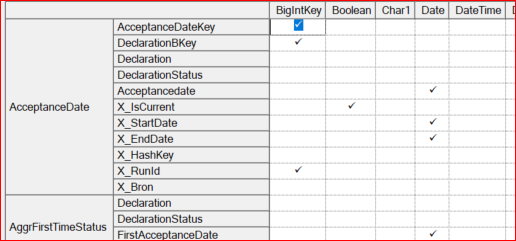 BigIntKey Boolean Char1 Date DateTime
AcceptanceDate
AcceptanceDateKey ✓
DeclarationBKey ✓
Declaration
DeclarationStatus
Acceptancedate ✓
X_IsCurrent ✓
X_StartDate ✓
X_EndDate ✓
X_HashKey
X_RunId ✓
X_Bron
AggrFirstTimeStatus
Declaration
DeclarationStatus
FirstAcceptanceDate ✓